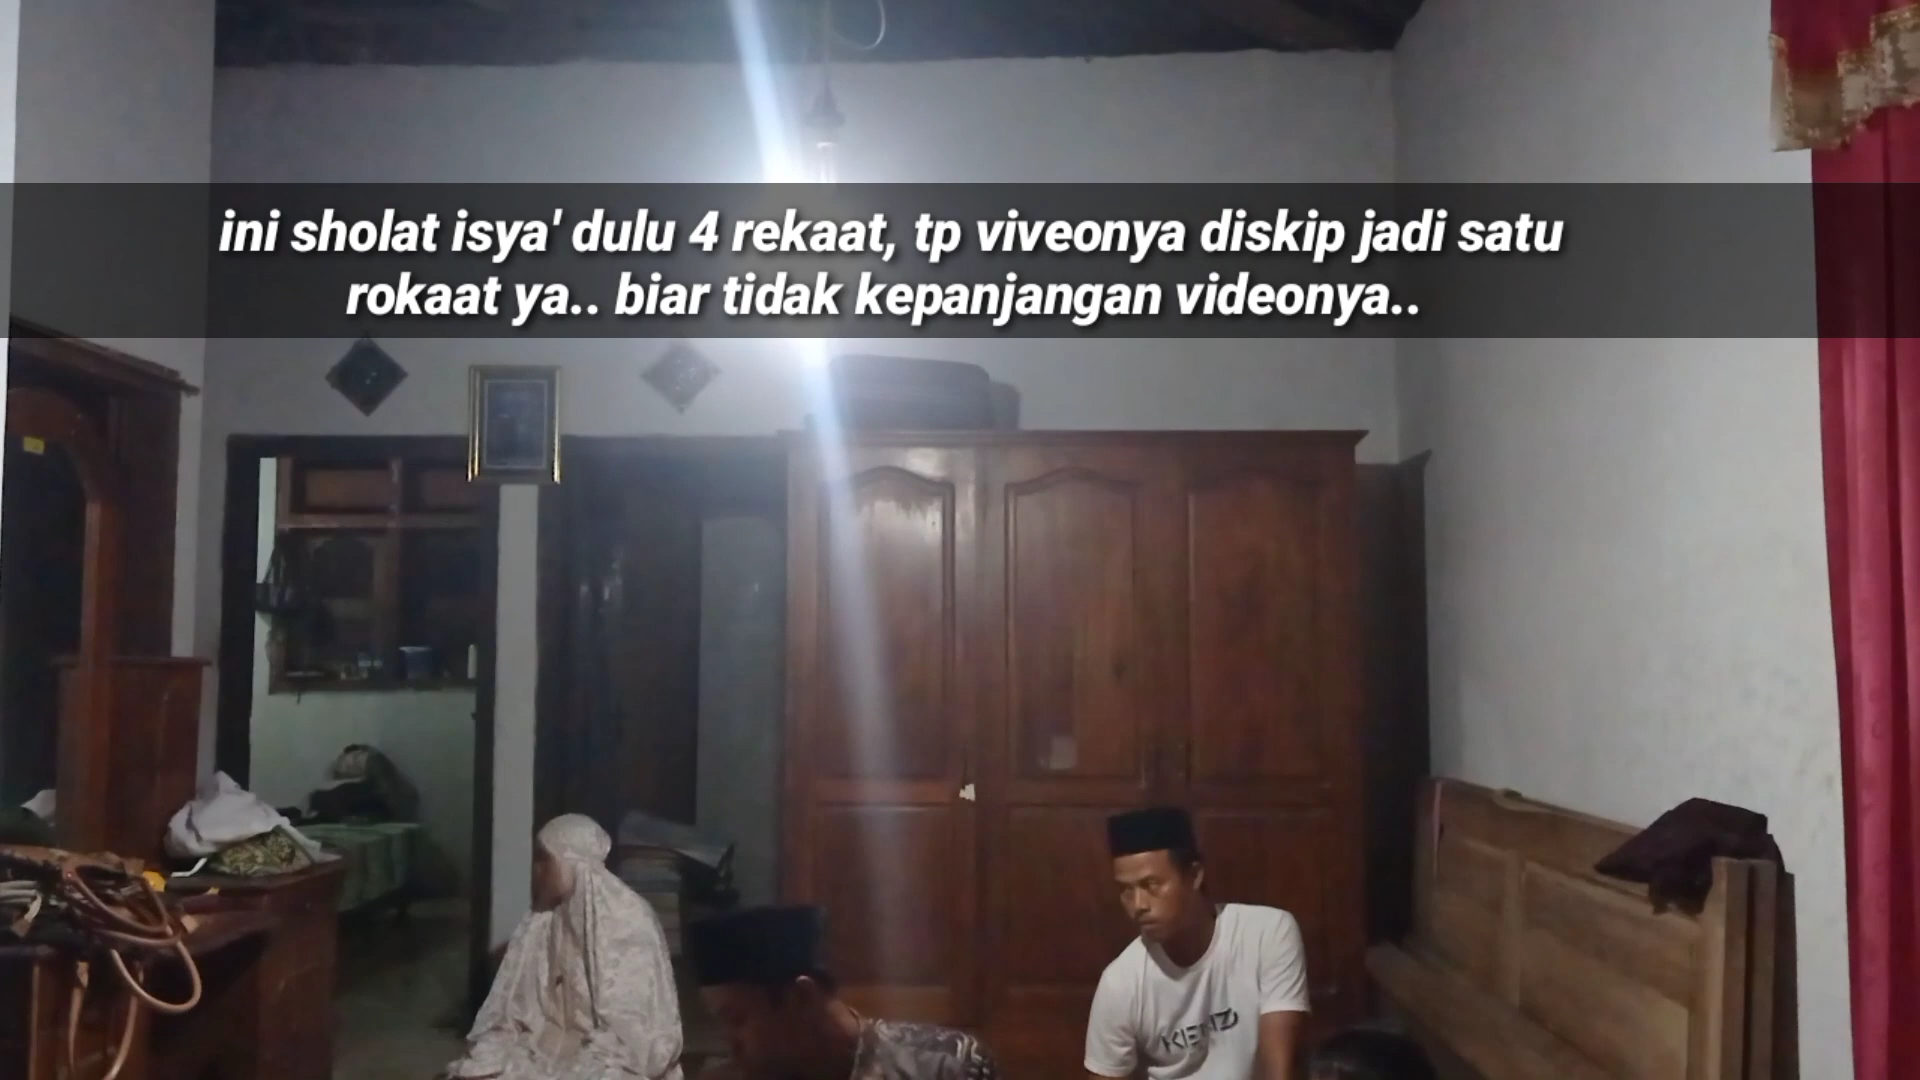 ini sholat isya' dulu 4 rekaat, tp viveonya diskip jadi satu
rokaat ya.. biar tidak kepanjangan videonya..